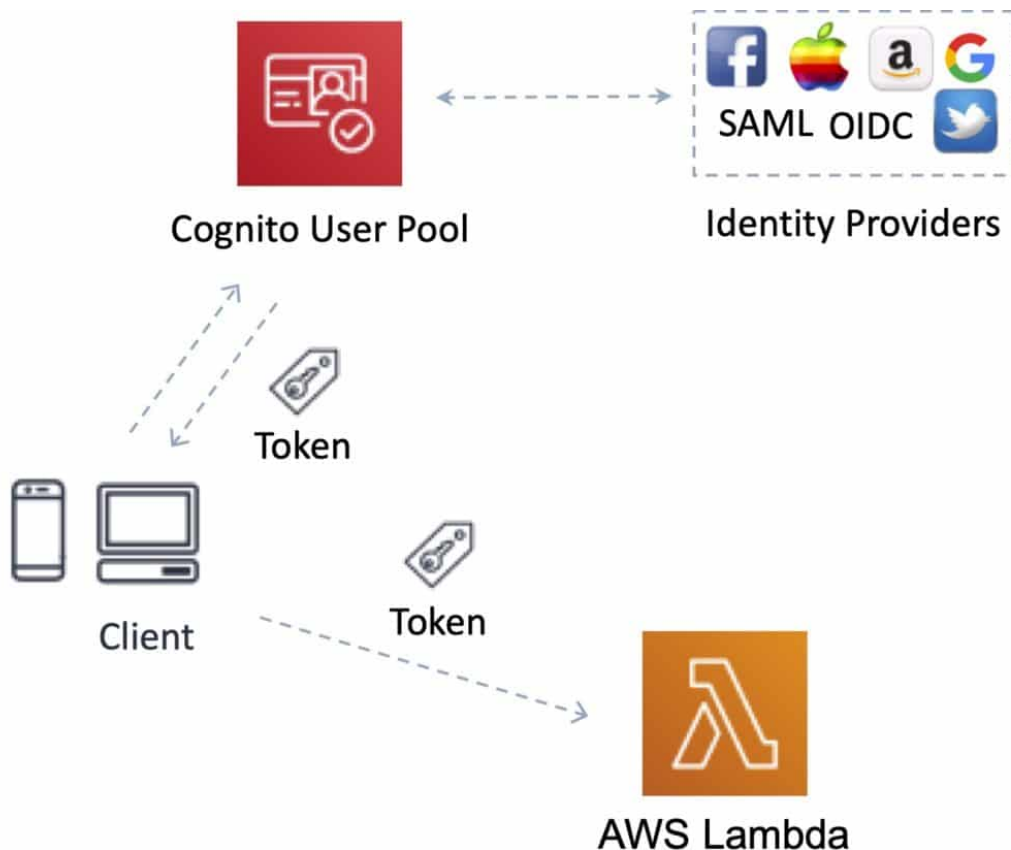 SAML OIDC
Cognito User Pool
Identity Providers
Token
Token
Client
AWS Lambda